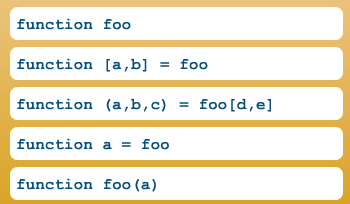 function foo
function [a,b] = foo
function (a,b,c) = foo[d,e]
function a = foo
function foo(a)